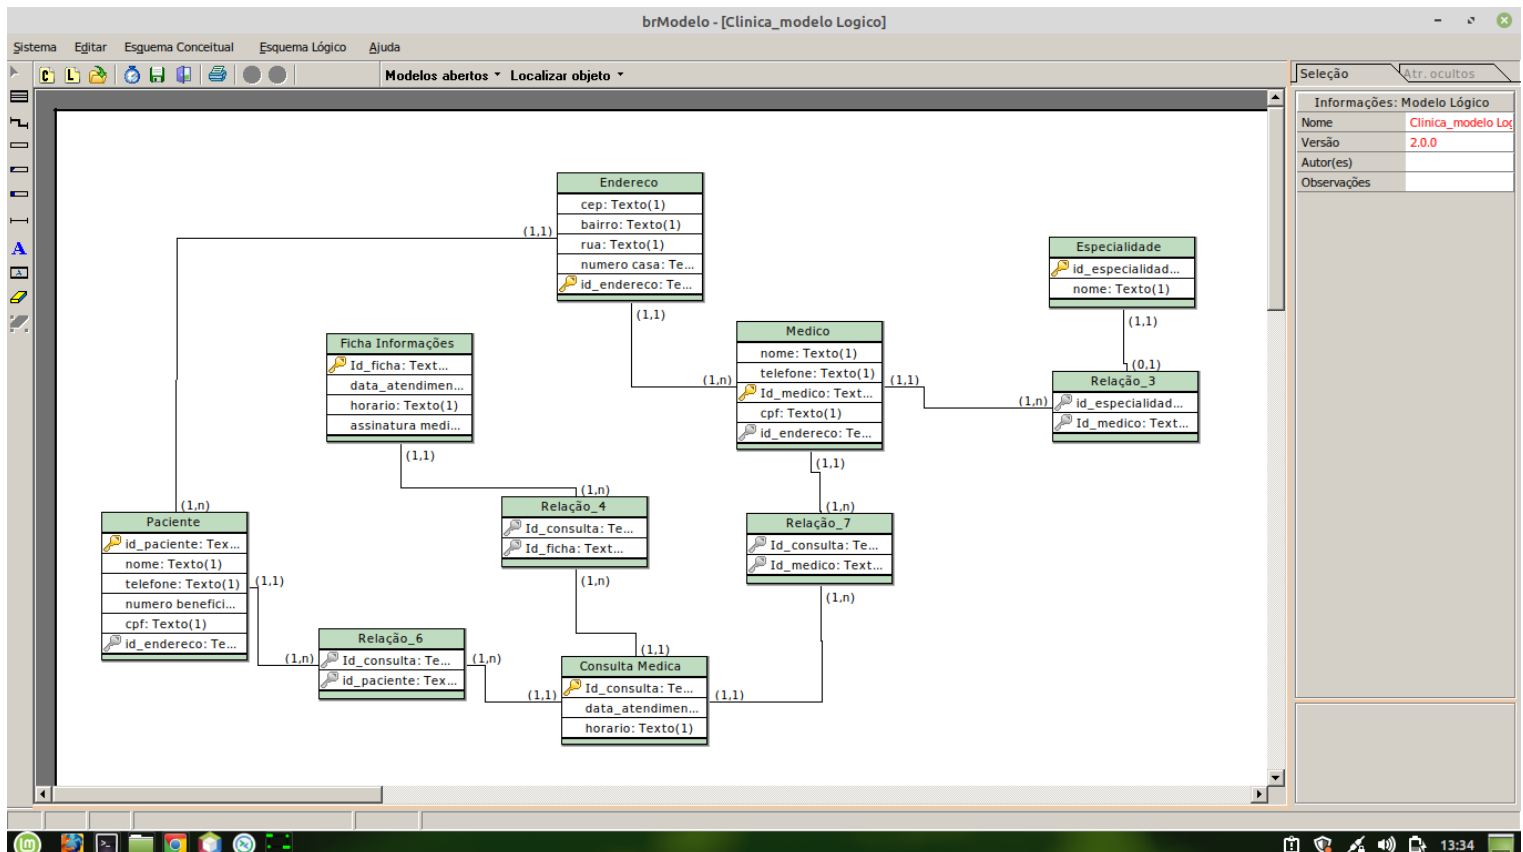 brModelo - [Clinica_modelo Logico]
Sistema Editar Esquema Conceitual Esquema Lógico Ajuda
Modelos abertos Localizar objeto
Seleção Atr. ocultos
Informações: Modelo Lógico
Nome Clinica_modelo Log
Versão 2.0.0
Autor(es)
Observações
Endereco
cep: Texto(1)
bairro: Texto(1)
rua: Texto(1)
numero casa: Te...
id_endereco: Te...
(1,1)
(1,1)
Especialidade
id_especialidad...
nome: Texto(1)
(1,1)
(0,1)
Medico
nome: Texto(1)
telefone: Texto(1)
Id_medico: Text...
cpf: Texto(1)
id_endereco: Te...
(1,n)
(1,1)
(1,1)
Relação_3
id_especialidad...
Id_medico: Text...
(1,n)
Ficha Informações
Id_ficha: Text...
data_atendimen...
horario: Texto(1)
assinatura medi...
(1,1)
(1,n)
Relação_4
Id_consulta: Te...
Id_ficha: Text...
(1,n)
(1,n)
Relação_7
Id_consulta: Te...
Id_medico: Text...
(1,n)
(1,n)
Paciente
id_paciente: Tex...
nome: Texto(1)
telefone: Texto(1)
numero benefici...
cpf: Texto(1)
id_endereco: Te...
(1,1)
Relação_6
Id_consulta: Te...
id_paciente: Tex...
(1,n)
(1,n)
(1,1)
Consulta Medica
Id_consulta: Te...
data_atendimen...
horario: Texto(1)
(1,1)
(1,1)
13:34